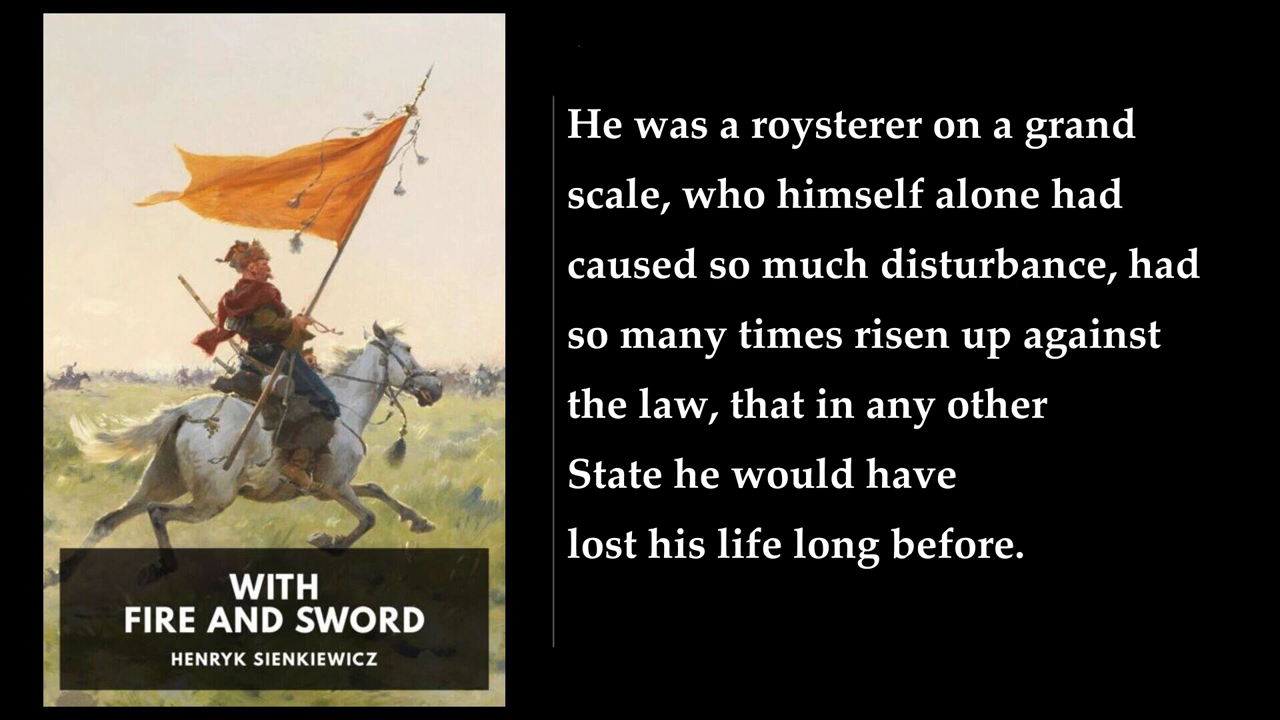 WITH
FIRE AND SWORD
HENRYK SIENKIEWICZ
He was a roysterer on a grand
scale, who himself alone had
caused so much disturbance, had
so many times risen up against
the law, that in any other
State he would have
lost his life long before.